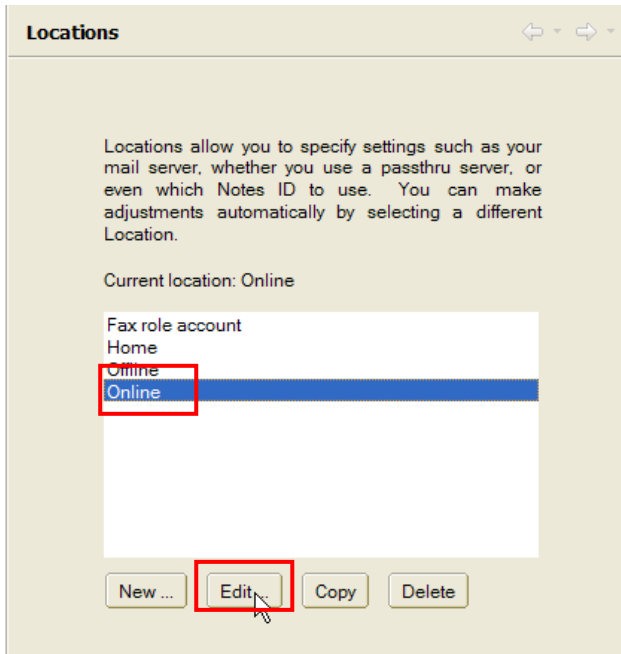 Locations
Locations allow you to specify settings such as your
mail server, whether you use a passthru server, or
even which Notes ID to use. You can make
adjustments automatically by selecting a different
Location.
Current location: Online
Fax role account
Home
Offline
Online
New ... Edit ... Copy Delete